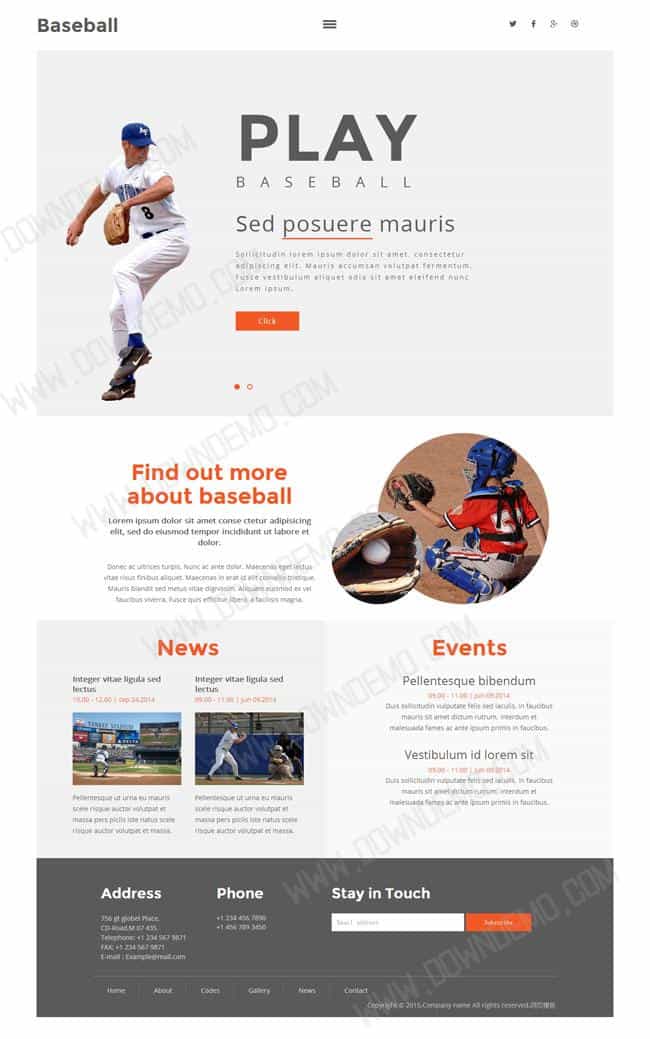 Baseball
PLAY
BASEBALL
Sed posuere mauris
Sollicitudin lorem ipsum dolor sit amet, consectetur
adipiscing elit. Mauris accumsan volutpat fermentum.
Fusce vestibulum aliquet odio sit amet eleifend nunc
Lorem ipsum.
Click
Find out more
about baseball
Lorem ipsum dolor sit amet conse ctetur adipisicing
elit, sed do eiusmod tempor incididunt ut labore et
dolor.
Donec ac ultrices turpis. Nunc ac ante dolor. Maecenas eget lectus
vitae risus finibus aliquet. Maecenas in erat id elit convallis tristique.
Mauris blandit sed metus vitae dignissim. Aliquam euismod ex vel
faucibus viverra. Fusce quis efficitur libero, a facilisis magna.
News
Integer vitae ligula sed
lectus
10.00 - 12.00 | sep 24.2014
Pellentesque ut urna eu mauris
scele risque auctor volutpat et
massa pers piclis iste natus scele
risque auctor volutpat et massa.
Integer vitae ligula sed
lectus
09.00 - 11.00 | jun 09.2014
Pellentesque ut urna eu mauris
scele risque auctor volutpat et
massa pers piclis iste natus scele
risque auctor volutpat et massa.
Events
Pellentesque bibendum
09.00 - 11.00 | jun 09.2014
Duis sollicitudin vulputate felis sed iaculis. In
mauris sit amet dictum rutrum. Interdum et
malesuada fames ac ante ipsum primis in faucibus.
Vestibulum id lorem sit
09.00 - 11.00 | jun 09.2014
Duis sollicitudin vulputate felis sed iaculis. In
mauris sit amet dictum rutrum. Interdum et
malesuada fames ac ante ipsum primis in faucibus.
Address
756 gt globel Place,
CD-Road,M 07 435.
Telephone: +1 234 567 9871
FAX: +1 234 567 9871
E-mail : Example@mail.com
Phone
+1 234 456 7890
+1 456 789 3450
Stay in Touch
Email address
Subscribe
Home
About
Codes
Gallery
News
Contact
Copyright © 2015.Company name All rights reserved.网页模板
WWW.DOWNDEMO.COM